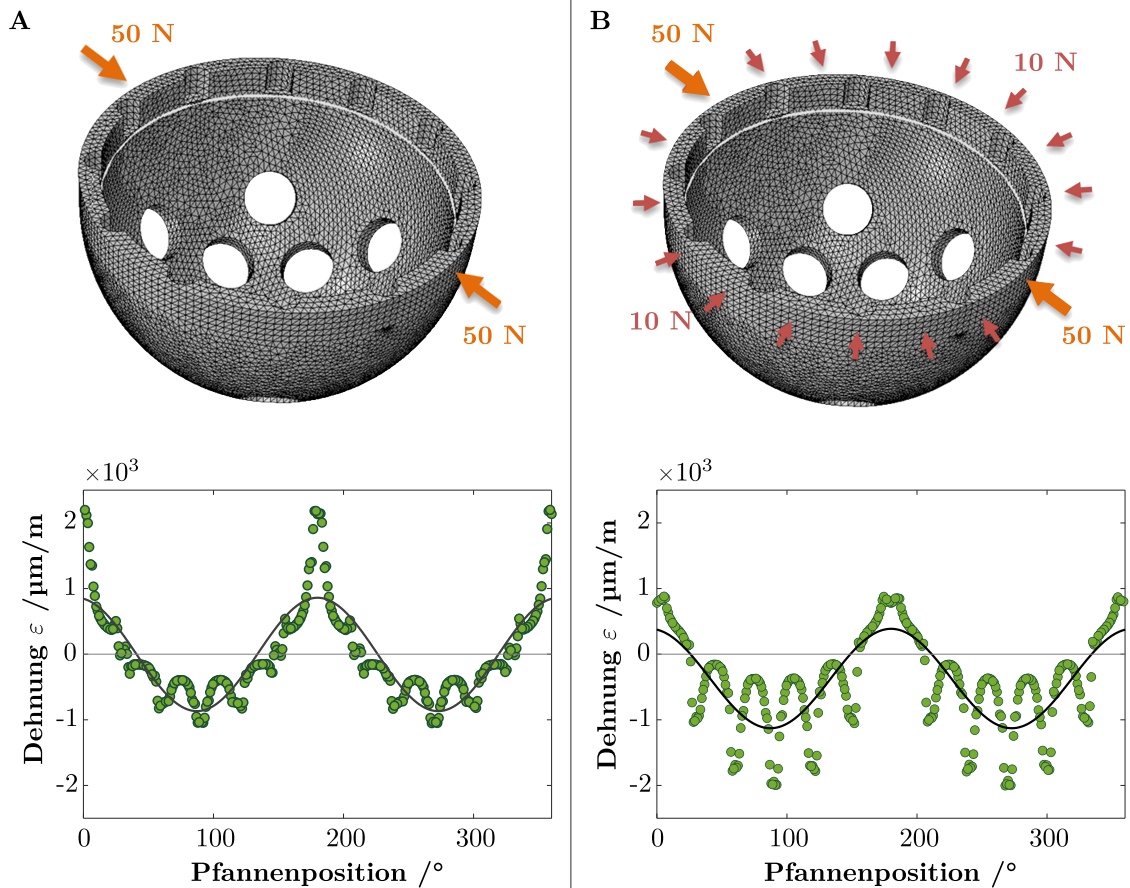 A
50 N
50 N
×10³
2
1
0
-1
-2
Dehnung ε /µm/m
0 100 200 300
Pfannenposition /°
B
50 N
10 N
10 N
50 N
×10³
2
1
0
-1
-2
Dehnung ε /µm/m
0 100 200 300
Pfannenposition /°